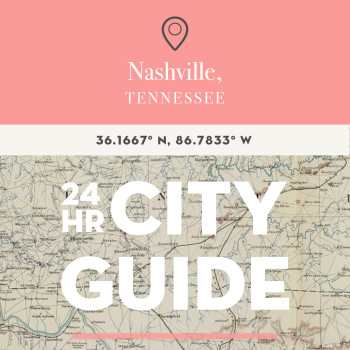 Nashville,
TENNESSEE
36.1667° N, 86.7833° W
24
HR
CITY
GUIDE